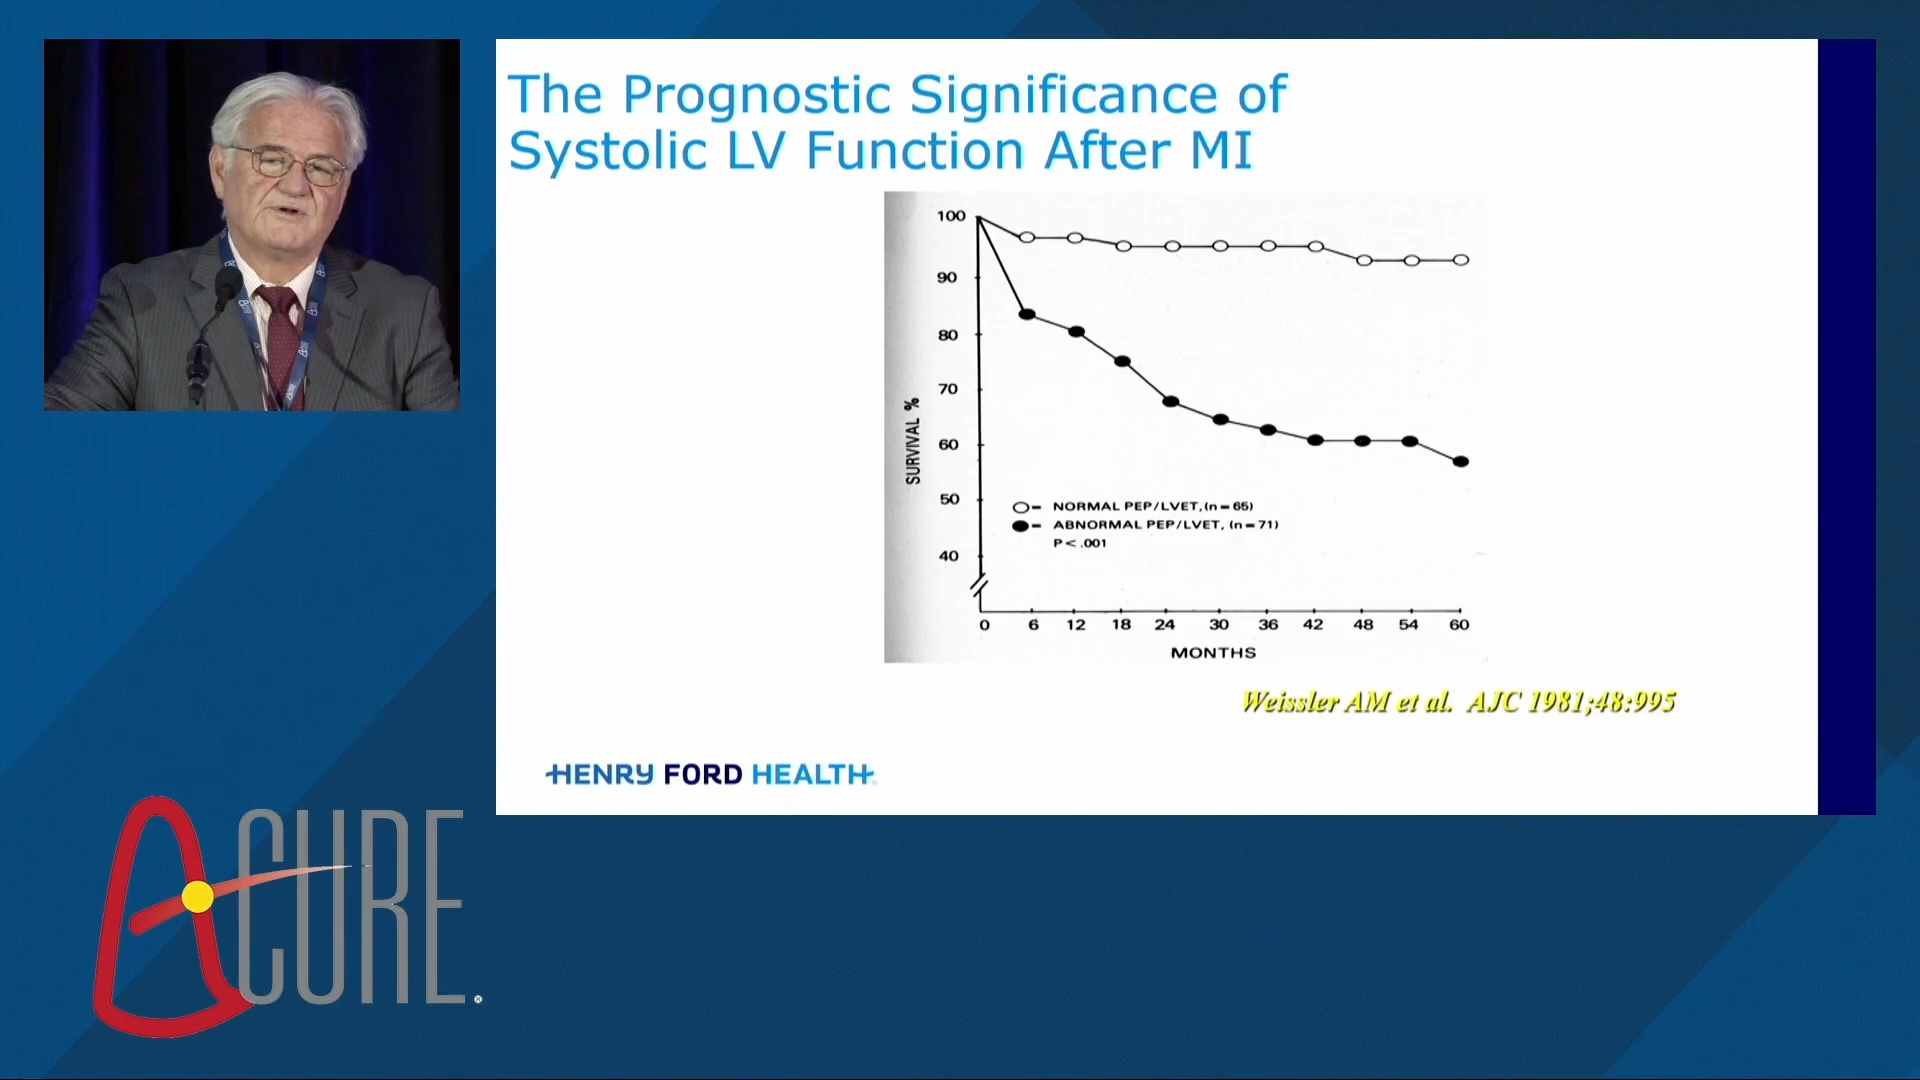 The Prognostic Significance of
Systolic LV Function After MI
100
90
80
70
60
50
40
SURVIVAL %
NORMAL PEP/LVET, (n = 65)
ABNORMAL PEP/LVET, (n = 71)
P < .001
0 6 12 18 24 30 36 42 48 54 60
MONTHS
Weissler AM et al. AJC 1981;48:995
HENRY FORD HEALTH
ACURE®